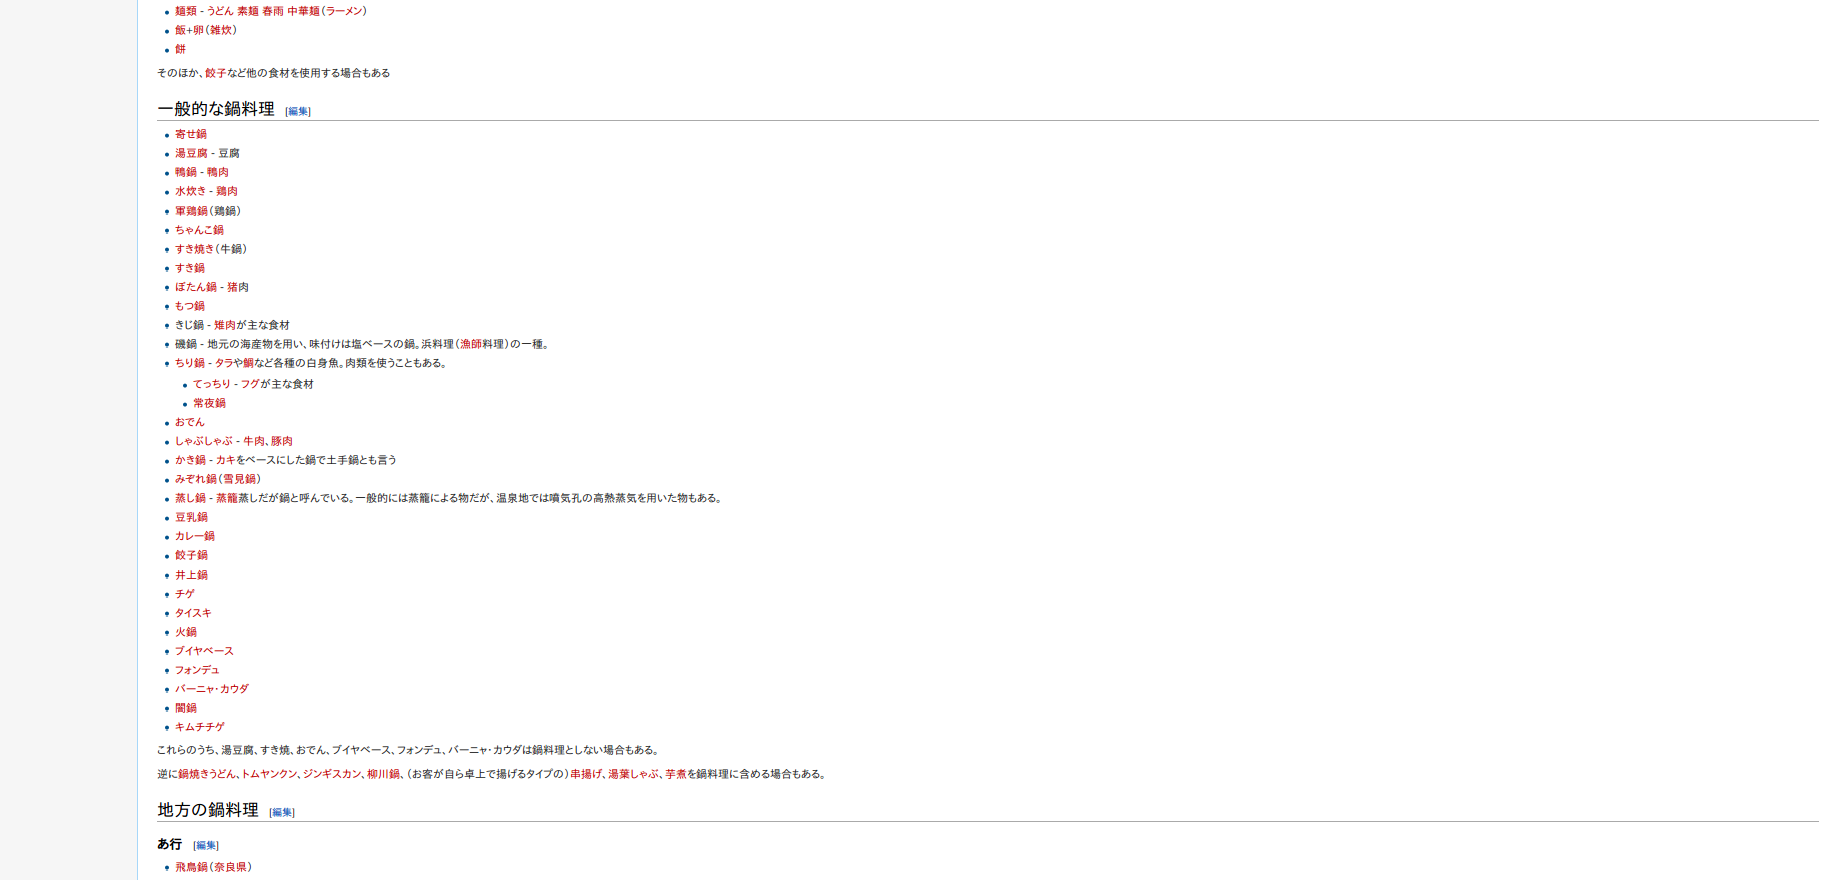 麺類 - うどん 素麺 春雨 中華麺（ラーメン）
飯+卵（雑炊）
餅
そのほか、餃子など他の食材を使用する場合もある
一般的な鍋料理 [編集]
寄せ鍋
湯豆腐 - 豆腐
鴨鍋 - 鴨肉
水炊き - 鶏肉
軍鶏鍋（鶏鍋）
ちゃんこ鍋
すき焼き（牛鍋）
すき鍋
ぼたん鍋 - 猪肉
もつ鍋
きじ鍋 - 雉肉が主な食材
磯鍋 - 地元の海産物を用い、味付けは塩ベースの鍋。浜料理（漁師料理）の一種。
ちり鍋 - タラや鯛など各種の白身魚。肉類を使うこともある。
てっちり - フグが主な食材
常夜鍋
おでん
しゃぶしゃぶ - 牛肉、豚肉
かき鍋 - カキをベースにした鍋で土手鍋とも言う
みぞれ鍋（雪見鍋）
蒸し鍋 - 蒸籠蒸しだが鍋と呼んでいる。一般的には蒸籠による物だが、温泉地では噴気孔の高熱蒸気を用いた物もある。
豆乳鍋
カレー鍋
餃子鍋
井上鍋
チゲ
タイスキ
火鍋
ブイヤベース
フォンデュ
バーニャ・カウダ
闇鍋
キムチチゲ
これらのうち、湯豆腐、すき焼、おでん、ブイヤベース、フォンデュ、バーニャ・カウダは鍋料理としない場合もある。
逆に鍋焼きうどん、トムヤンクン、ジンギスカン、柳川鍋、（お客が自ら卓上で揚げるタイプの）串揚げ、湯葉しゃぶ、芋煮を鍋料理に含める場合もある。
地方の鍋料理 [編集]
あ行 [編集]
飛鳥鍋（奈良県）